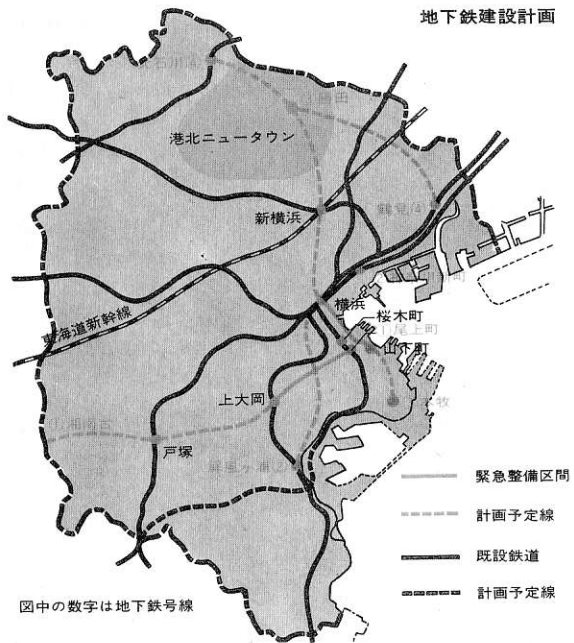 地下鉄建設計画
港北ニュータウン
新横浜
鶴見④
横浜
桜木町
尾上町
山下町
東海道新幹線
上大岡
戸塚
緊急整備区間
計画予定線
既設鉄道
計画予定線
図中の数字は地下鉄号線